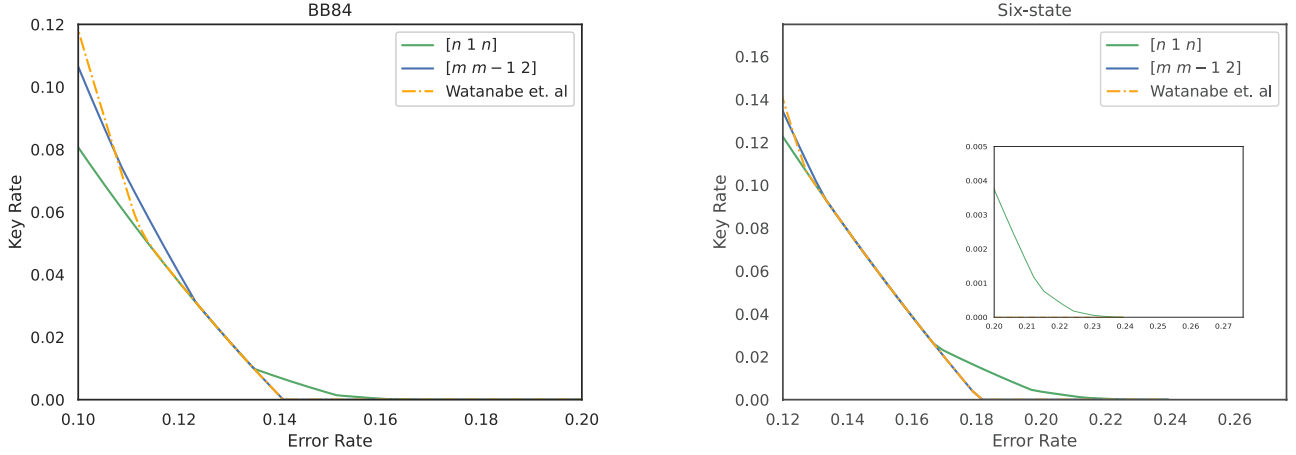 BB84
Key Rate
0.12
0.10
0.08
0.06
0.04
0.02
0.00
0.10 0.12 0.14 0.16 0.18 0.20
Error Rate
[n 1 n]
[m m − 1 2]
Watanabe et. al
Six-state
Key Rate
0.16
0.14
0.12
0.10
0.08
0.06
0.04
0.02
0.00
0.12 0.14 0.16 0.18 0.20 0.22 0.24 0.26
Error Rate
[n 1 n]
[m m − 1 2]
Watanabe et. al
0.005
0.004
0.003
0.002
0.001
0.000
0.20 0.21 0.22 0.23 0.24 0.25 0.26 0.27